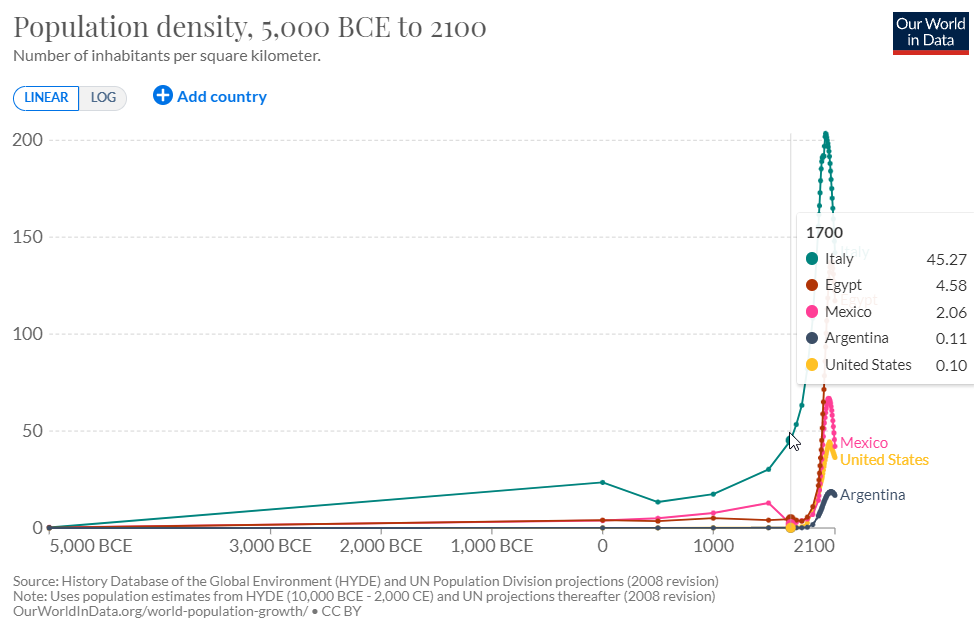 Population density, 5,000 BCE to 2100
Number of inhabitants per square kilometer.
Our World
in Data
LINEAR
LOG
Add country
200
150
100
50
0
1700
Italy 45.27
Egypt 4.58
Mexico 2.06
Argentina 0.11
United States 0.10
Italy
Egypt
Mexico
United States
Argentina
5,000 BCE 3,000 BCE 2,000 BCE 1,000 BCE 0 1000 2100
Source: History Database of the Global Environment (HYDE) and UN Population Division projections (2008 revision)
Note: Uses population estimates from HYDE (10,000 BCE - 2,000 CE) and UN projections thereafter (2008 revision)
OurWorldInData.org/world-population-growth/ • CC BY